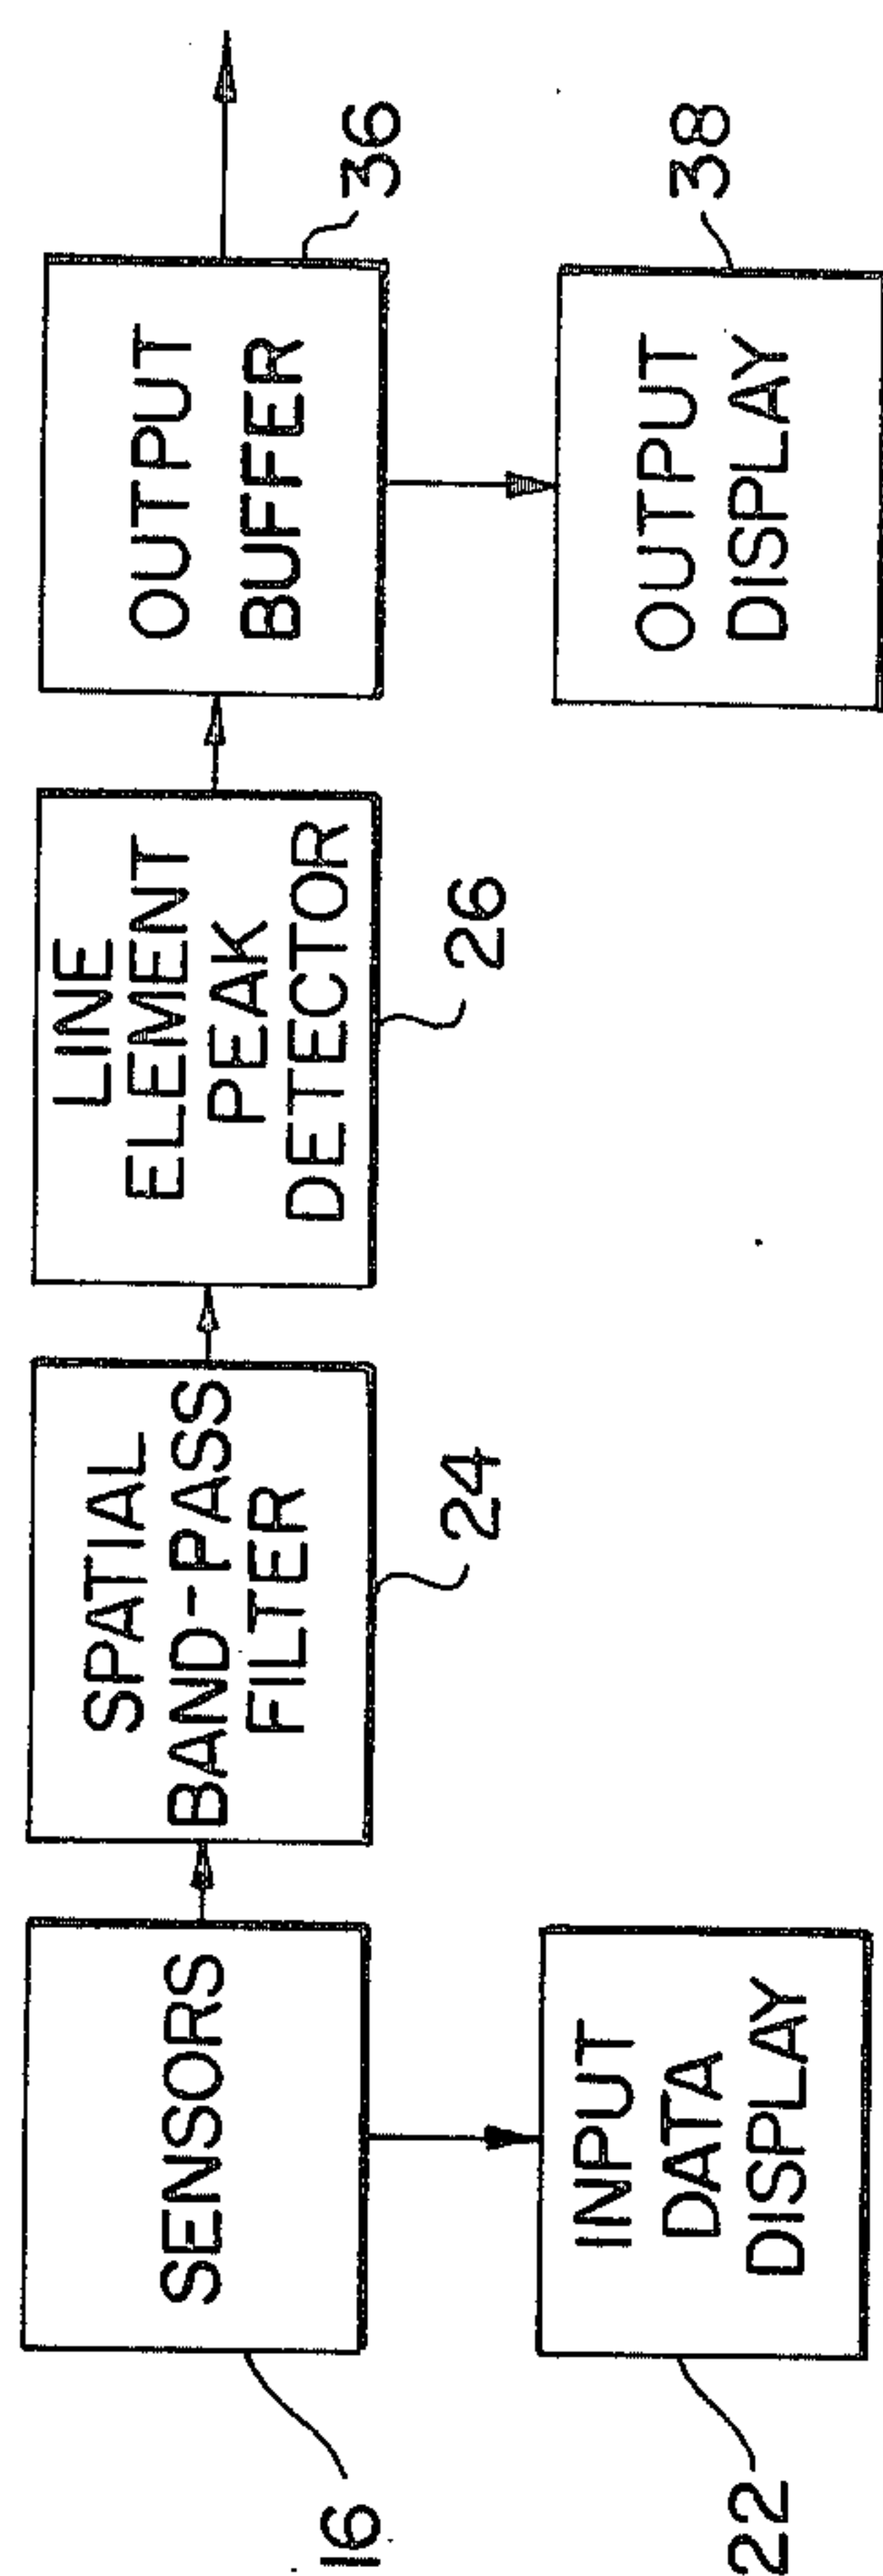 SENSORS
16
INPUT
DATA
DISPLAY
22
SPATIAL
BAND-PASS
FILTER
24
LINE
ELEMENT
PEAK
DETECTOR
26
OUTPUT
BUFFER
36
OUTPUT
DISPLAY
38